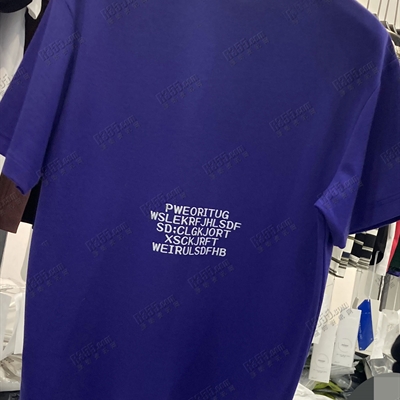 PWEORITUG
WSLEKRFJHLSDF
SD:CLGKJORT
XSCKJRFT
WEIRULSDFHB